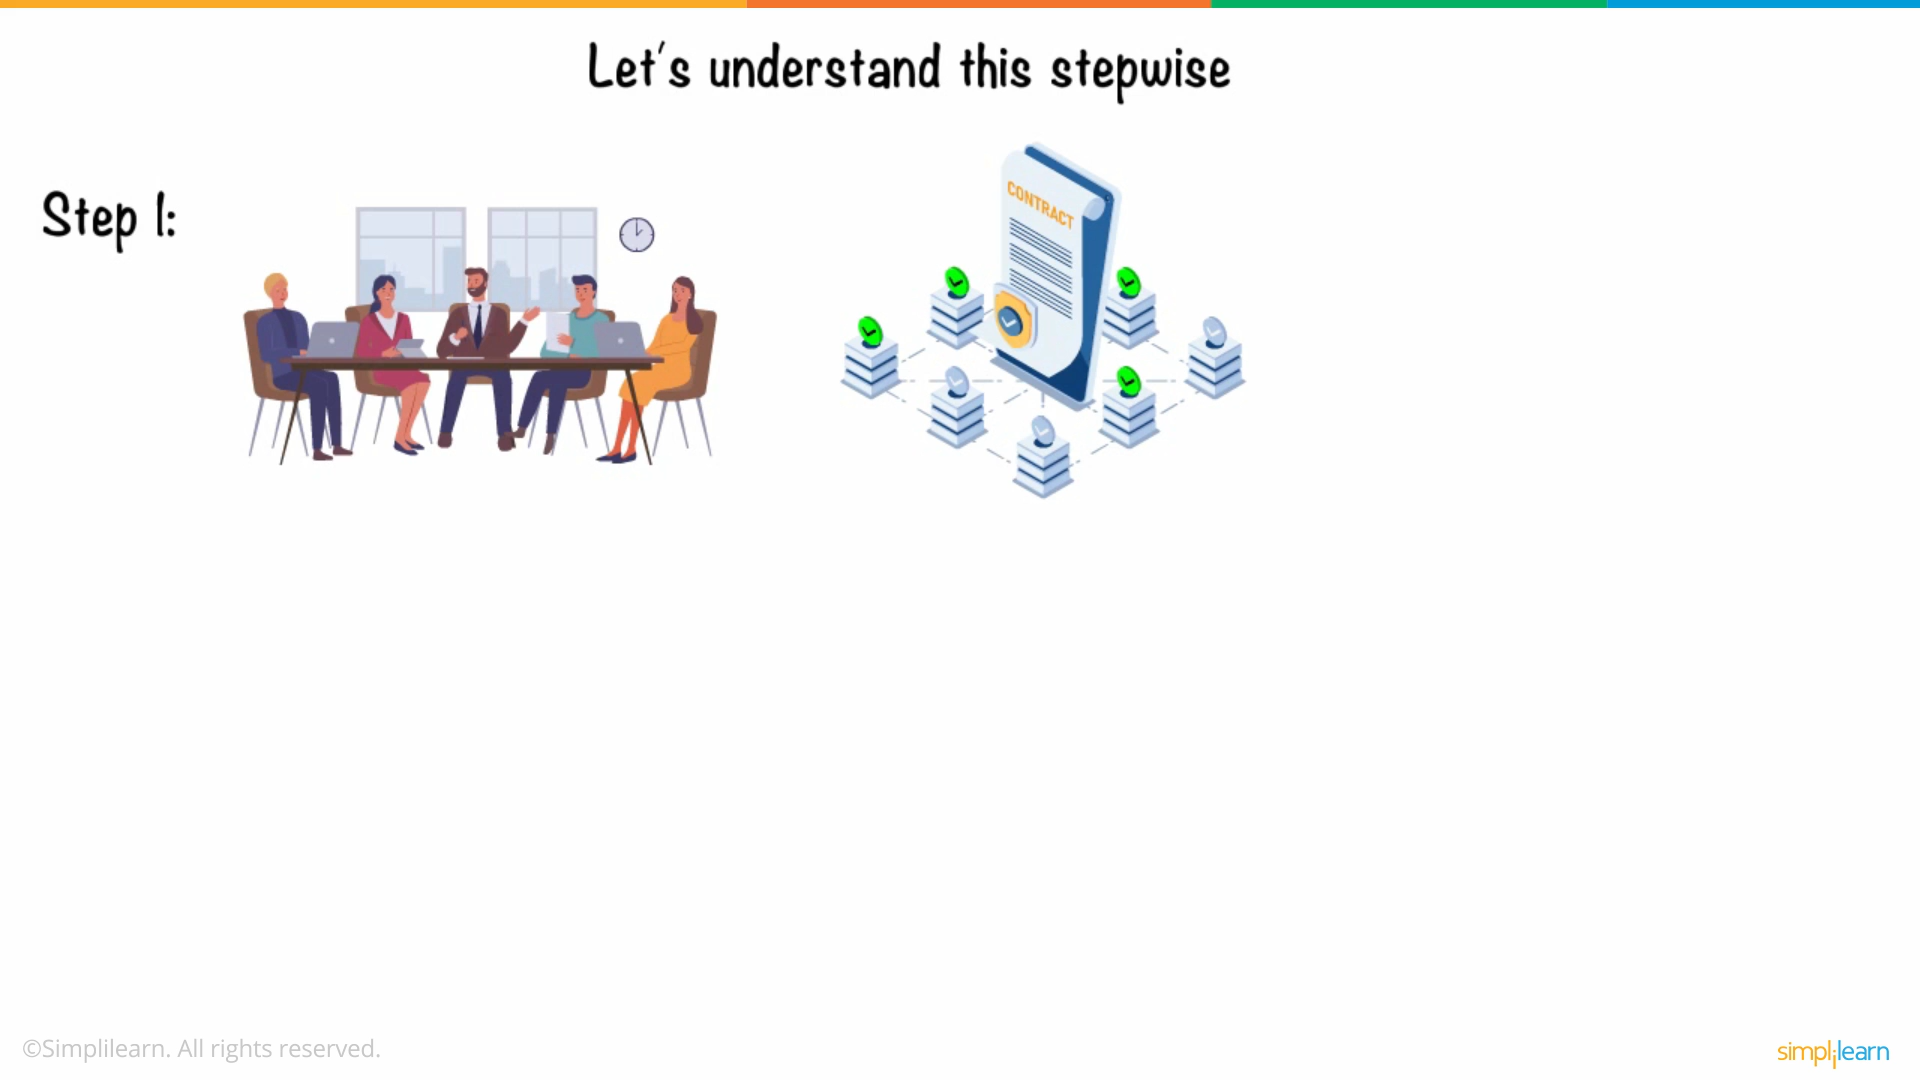 Let's understand this stepwise
Step 1:
CONTRACT
©Simplilearn. All rights reserved.
simplilearn